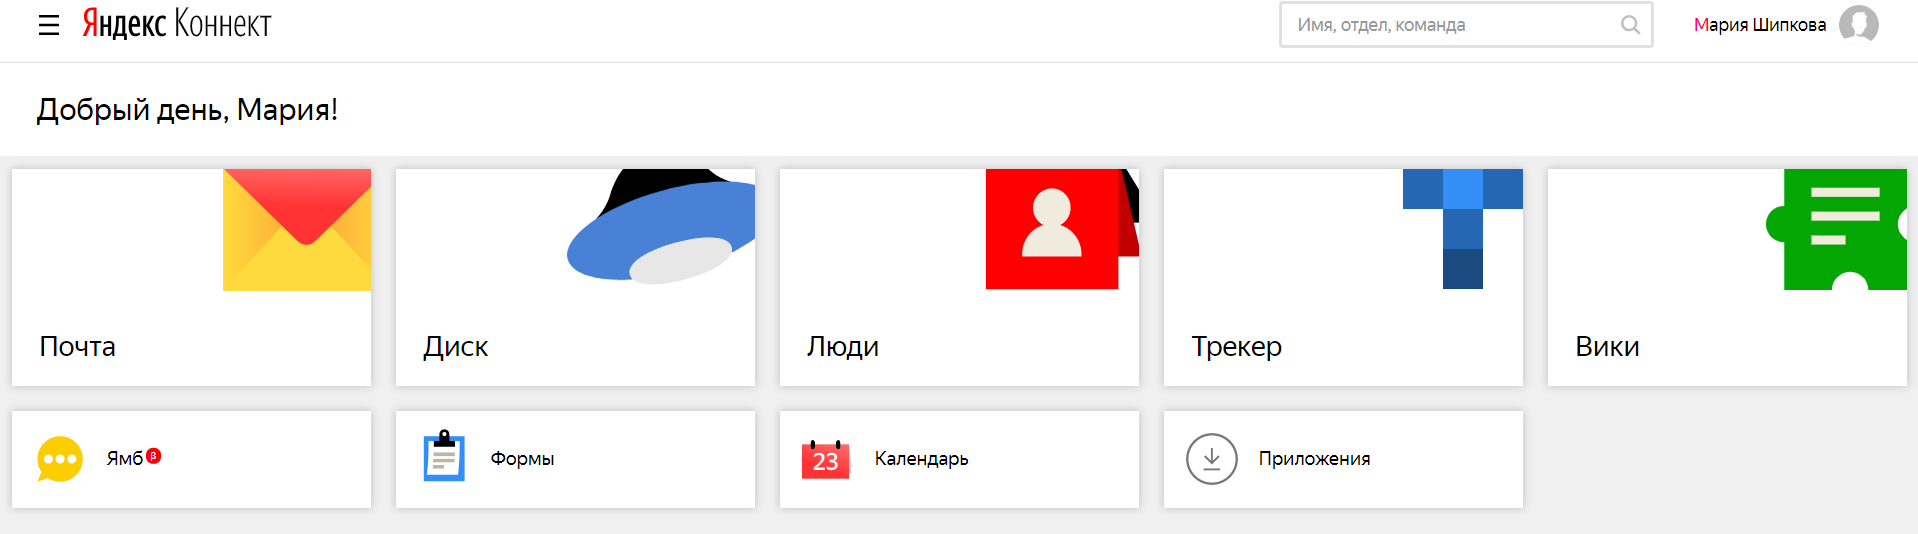 Яндекс Коннект
Имя, отдел, команда
Мария Шипкова
Добрый день, Мария!
Почта
Диск
Люди
Трекер
Вики
Ямб β
Формы
23
Календарь
Приложения